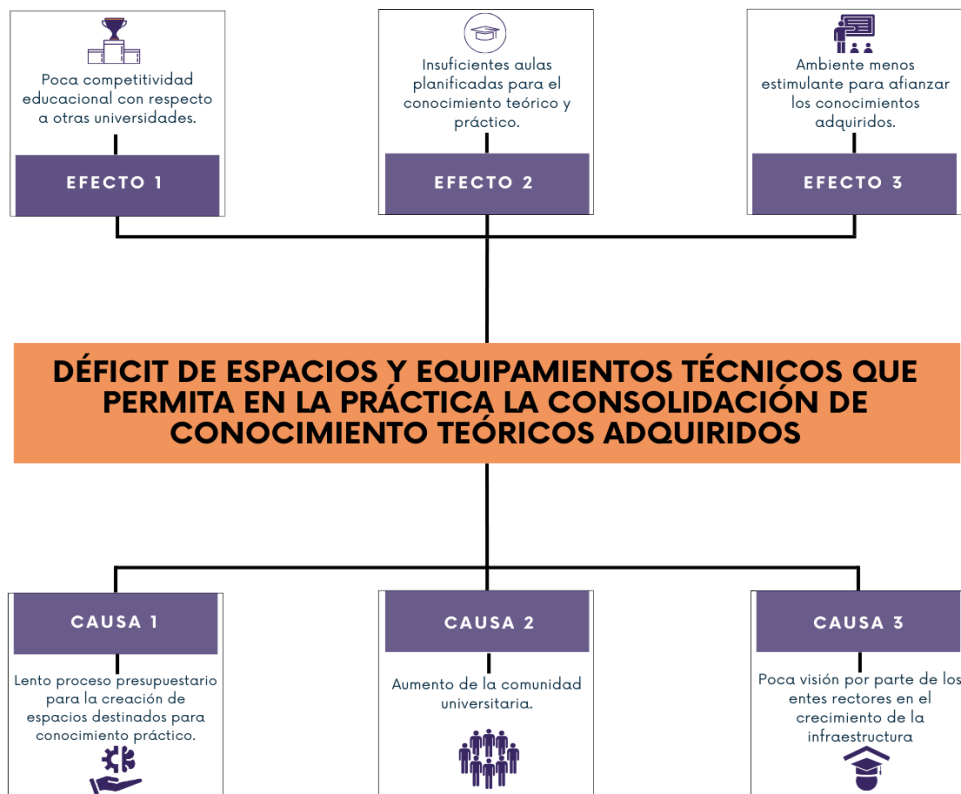 Poca competitividad
educacional con respecto
a otras universidades.
EFECTO 1
Insuficientes aulas
planificadas para el
conocimiento teórico y
práctico.
EFECTO 2
Ambiente menos
estimulante para afianzar
los conocimientos
adquiridos.
EFECTO 3
DÉFICIT DE ESPACIOS Y EQUIPAMIENTOS TÉCNICOS QUE
PERMITA EN LA PRÁCTICA LA CONSOLIDACIÓN DE
CONOCIMIENTO TEÓRICOS ADQUIRIDOS
CAUSA 1
Lento proceso presupuestario
para la creación de
espacios destinados para
conocimiento práctico.
CAUSA 2
Aumento de la comunidad
universitaria.
CAUSA 3
Poca visión por parte de los
entes rectores en el
crecimiento de la
infraestructura